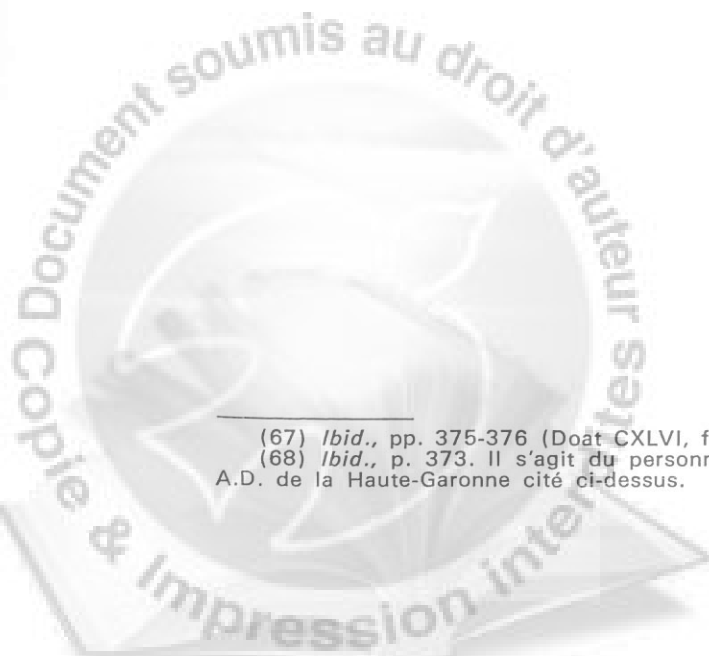 Document soumis au droit d'auteur
Copie & Impression interdites
(67) Ibid., pp. 375-376 (Doat CXLVI, f
(68) Ibid., p. 373. Il s'agit du person
A.D. de la Haute-Garonne cité ci-dessus.